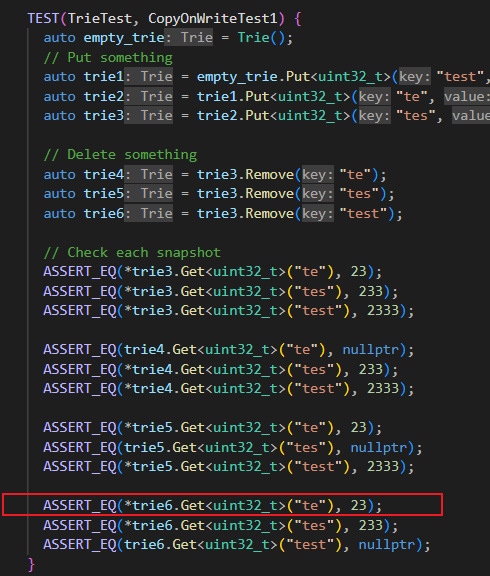 TEST(TrieTest, CopyOnWriteTest1) {
auto empty_trie: Trie = Trie();
// Put something
auto trie1: Trie = empty_trie.Put<uint32_t>(key: "test",
auto trie2: Trie = trie1.Put<uint32_t>(key: "te", value:
auto trie3: Trie = trie2.Put<uint32_t>(key: "tes", value
// Delete something
auto trie4: Trie = trie3.Remove(key: "te");
auto trie5: Trie = trie3.Remove(key: "tes");
auto trie6: Trie = trie3.Remove(key: "test");
// Check each snapshot
ASSERT_EQ(*trie3.Get<uint32_t>("te"), 23);
ASSERT_EQ(*trie3.Get<uint32_t>("tes"), 233);
ASSERT_EQ(*trie3.Get<uint32_t>("test"), 2333);
ASSERT_EQ(trie4.Get<uint32_t>("te"), nullptr);
ASSERT_EQ(*trie4.Get<uint32_t>("tes"), 233);
ASSERT_EQ(*trie4.Get<uint32_t>("test"), 2333);
ASSERT_EQ(*trie5.Get<uint32_t>("te"), 23);
ASSERT_EQ(trie5.Get<uint32_t>("tes"), nullptr);
ASSERT_EQ(*trie5.Get<uint32_t>("test"), 2333);
ASSERT_EQ(*trie6.Get<uint32_t>("te"), 23);
ASSERT_EQ(*trie6.Get<uint32_t>("tes"), 233);
ASSERT_EQ(trie6.Get<uint32_t>("test"), nullptr);
}